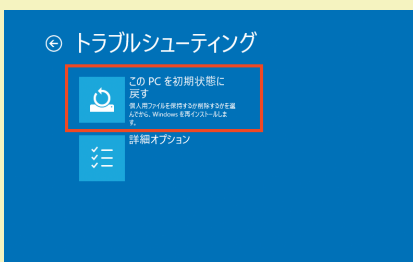 トラブルシューティング
この PC を初期状態に
戻す
個人用ファイルを保持するか削除するかを選
んでから、Windows を再インストールしま
す。
詳細オプション